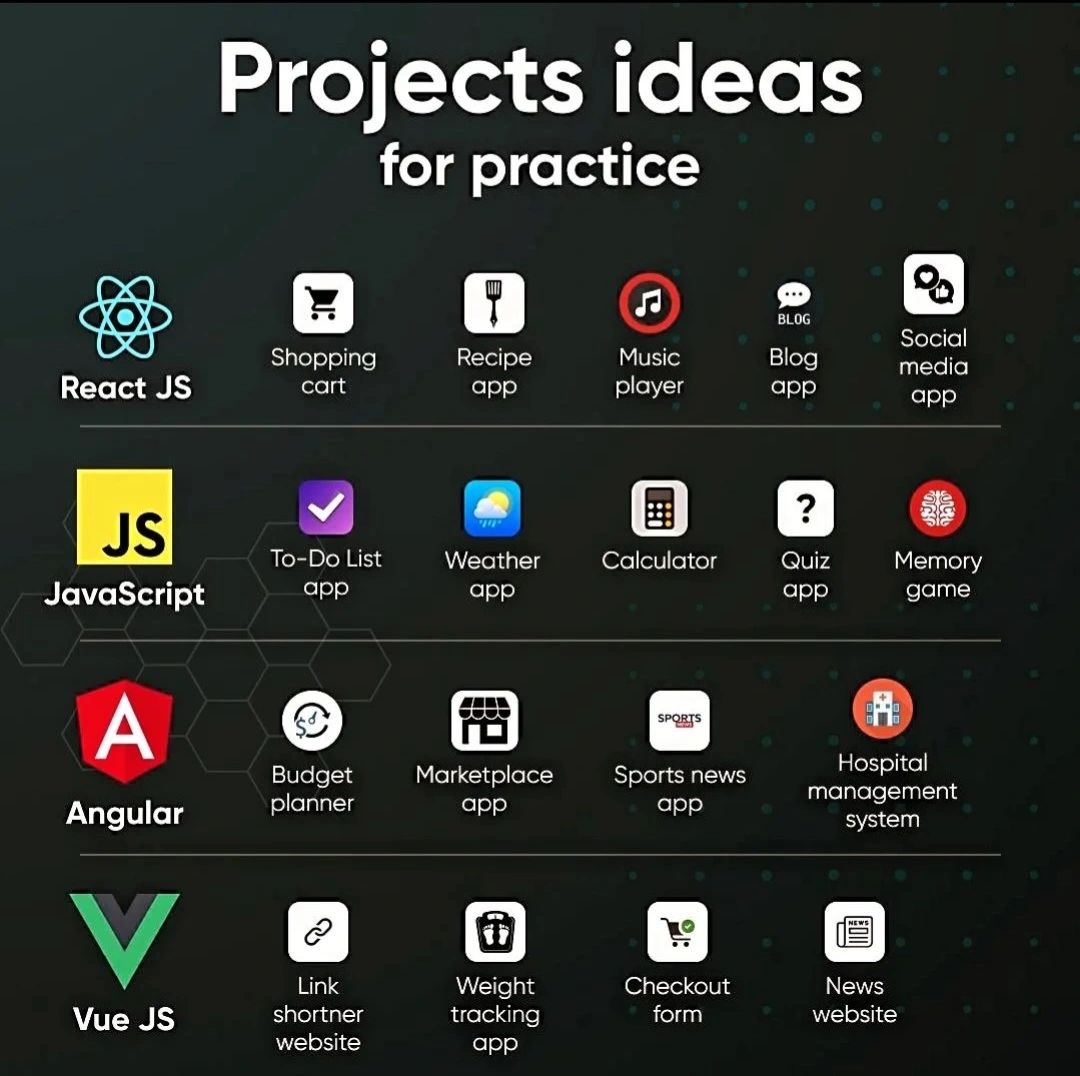 Projects ideas
for practice
React JS
Shopping
cart
Recipe
app
Music
player
BLOG
Blog
app
Social
media
app
JS
JavaScript
To-Do List
app
Weather
app
Calculator
?
Quiz
app
Memory
game
A
Angular
$
Budget
planner
Marketplace
app
SPORTS
NEWS
Sports news
app
Hospital
management
system
Vue JS
Link
shortner
website
Weight
tracking
app
Checkout
form
NEWS
News
website